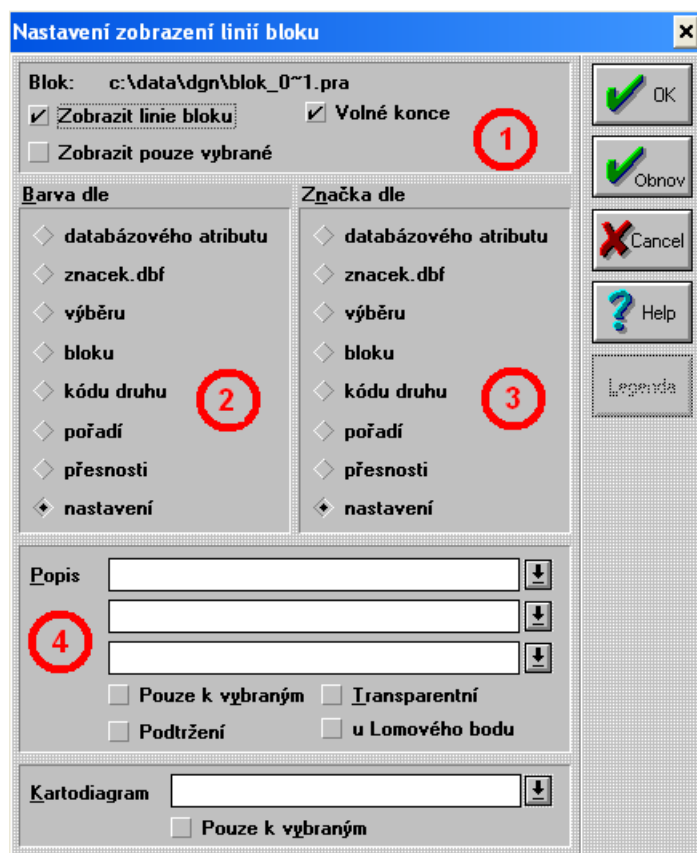 Nastavení zobrazení linií bloku
Blok: c:\data\dgn\blok_0~1.pra
Zobrazit linie bloku
Volné konce
Zobrazit pouze vybrané
1
OK
Obnov
Cancel
Help
Legenda
Barva dle
databázového atributu
znacek.dbf
výběru
bloku
kódu druhu
pořadí
přesnosti
nastavení
2
Značka dle
databázového atributu
znacek.dbf
výběru
bloku
kódu druhu
pořadí
přesnosti
nastavení
3
Popis
4
Pouze k vybraným
Transparentní
Podtržení
u Lomového bodu
Kartodiagram
Pouze k vybraným